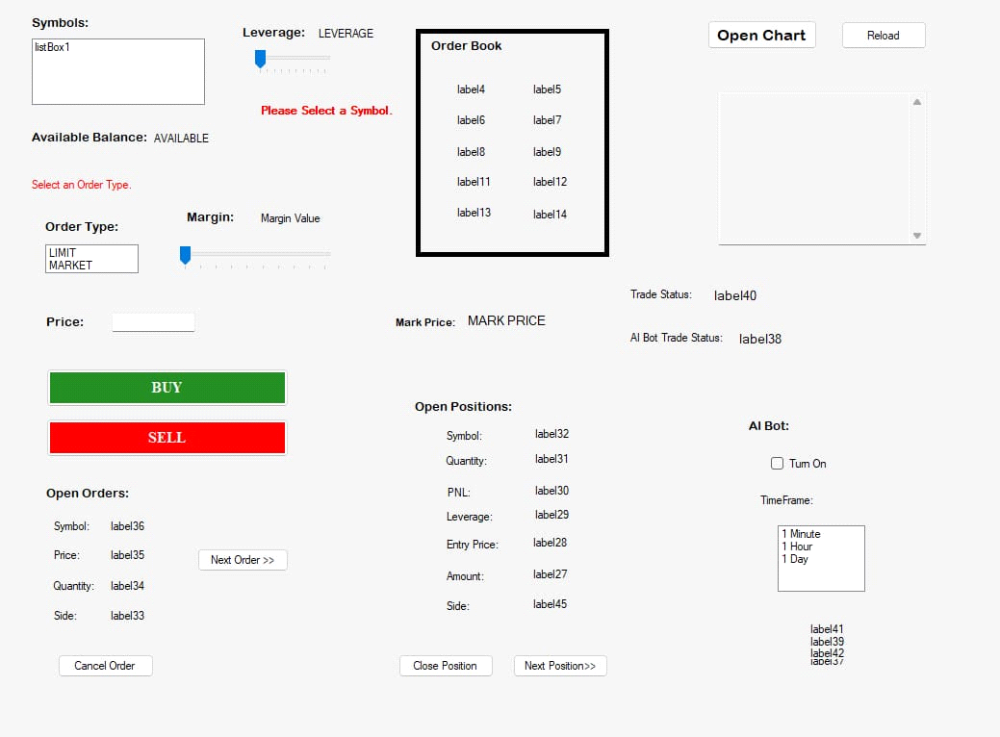 Symbols:
listBox1
Leverage: LEVERAGE
Please Select a Symbol.
Available Balance: AVAILABLE
Select an Order Type.
Order Type:
LIMIT
MARKET
Margin: Margin Value
Price:
BUY
SELL
Open Orders:
Symbol: label36
Price: label35
Quantity: label34
Side: label33
Next Order >>
Cancel Order
Order Book
label4 label5
label6 label7
label8 label9
label11 label12
label13 label14
Mark Price: MARK PRICE
Open Positions:
Symbol: label32
Quantity: label31
PNL: label30
Leverage: label29
Entry Price: label28
Amount: label27
Side: label45
Close Position
Next Position>>
Open Chart
Reload
Trade Status: label40
AI Bot Trade Status: label38
AI Bot:
Turn On
TimeFrame:
1 Minute
1 Hour
1 Day
label41
label39
label42
label37